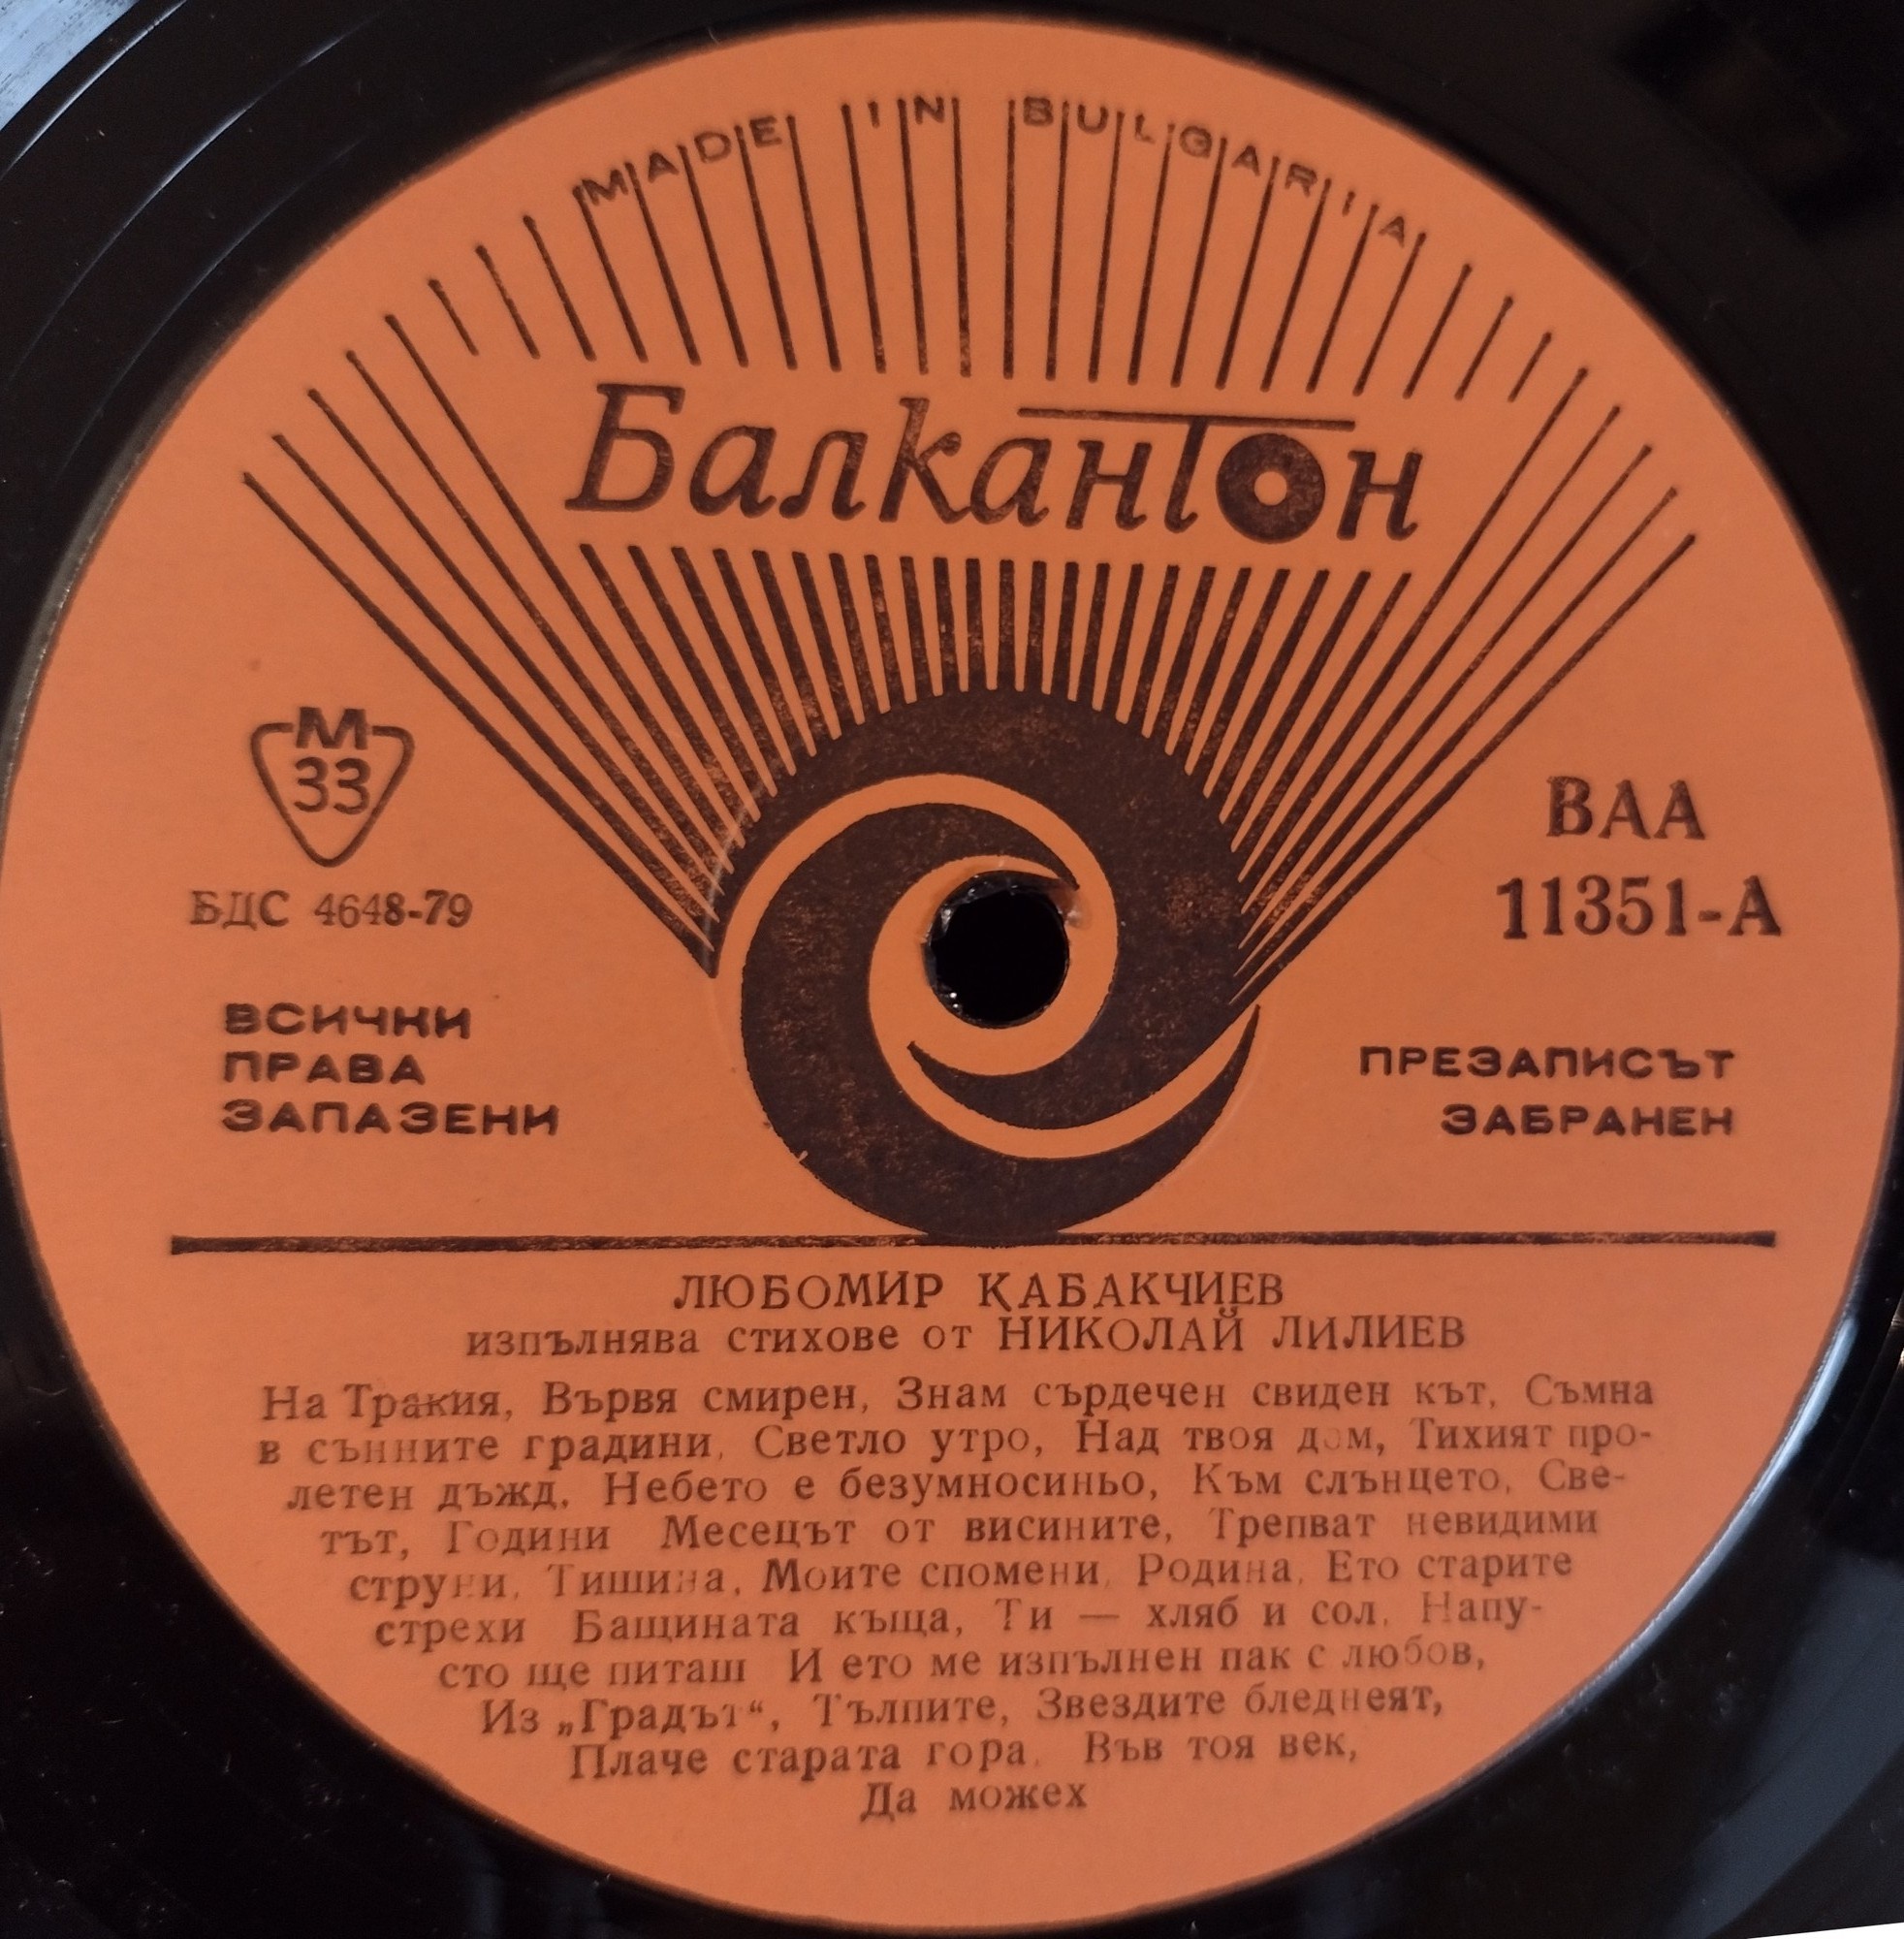 MADE IN BULGARIA
Балкантон
М
33
БДС 4648-79
ВСИЧКИ
ПРАВА
ЗАПАЗЕНИ
ВАА
11351-А
ПРЕЗАПИСЪТ
ЗАБРАНЕН
ЛЮБОМИР КАБАКЧИЕВ
изпълнява стихове от НИКОЛАЙ ЛИЛИЕВ
На Тракия, Вървя смирен, Знам сърдечен свиден кът, Съмна
в сънните градини, Светло утро, Над твоя дом, Тихият про-
летен дъжд, Небето е безумносиньо, Към слънцето, Све-
тът, Години Месецът от висините, Трепват невидими
струни, Тишина, Моите спомени, Родина, Ето старите
стрехи Бащината къща, Ти — хляб и сол, Напу-
сто ще питаш И ето ме изпълнен пак с любов,
Из „Градът“, Тълпите, Звездите бледнеят,
Плаче старата гора, Във тоя век,
Да можех